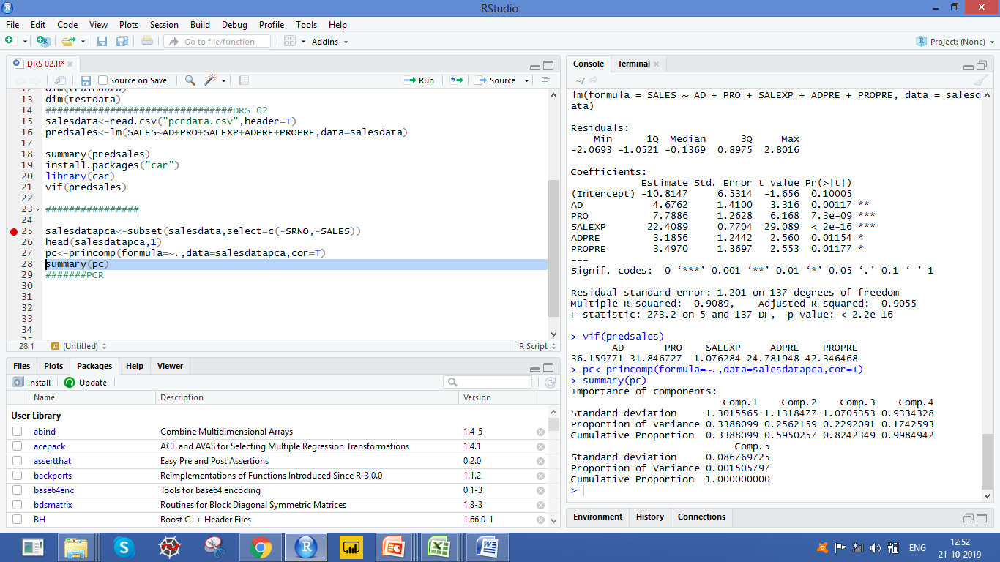 RStudio
File Edit Code View Plots Session Build Debug Profile Tools Help
Go to file/function Addins Project: (None)
DRS 02.R*
Source on Save Run Source
12 dim(traindata)
13 dim(testdata)
14 ################################DRS 02
15 salesdata<-read.csv("pcrdata.csv",header=T)
16 predsales<-lm(SALES~AD+PRO+SALEXP+ADPRE+PROPRE,data=salesdata)
17
18 summary(predsales)
19 install.packages("car")
20 library(car)
21 vif(predsales)
22
23 ################
24
25 salesdatapca<-subset(salesdata,select=c(-SRNO,-SALES))
26 head(salesdatapca,1)
27 pc<-princomp(formula=~.,data=salesdatapca,cor=T)
28 summary(pc)
29 #######PCR
30
31
32
33
34
28:1 # (Untitled) R Script
Files Plots Packages Help Viewer
Install Update
Name Description Version
User Library
abind Combine Multidimensional Arrays 1.4-5
acepack ACE and AVAS for Selecting Multiple Regression Transformations 1.4.1
assertthat Easy Pre and Post Assertions 0.2.0
backports Reimplementations of Functions Introduced Since R-3.0.0 1.1.2
base64enc Tools for base64 encoding 0.1-3
bdsmatrix Routines for Block Diagonal Symmetric Matrices 1.3-3
BH Boost C++ Header Files 1.66.0-1
Console Terminal
~/
lm(formula = SALES ~ AD + PRO + SALEXP + ADPRE + PROPRE, data = salesd
ata)
Residuals:
Min 1Q Median 3Q Max
-2.0693 -1.0521 -0.1369 0.8975 2.8016
Coefficients:
Estimate Std. Error t value Pr(>|t|)
(Intercept) -10.8147 6.5314 -1.656 0.10005
AD 4.6762 1.4100 3.316 0.00117 **
PRO 7.7886 1.2628 6.168 7.3e-09 ***
SALEXP 22.4089 0.7704 29.089 < 2e-16 ***
ADPRE 3.1856 1.2442 2.560 0.01154 *
PROPRE 3.4970 1.3697 2.553 0.01177 *
---
Signif. codes: 0 ‘***’ 0.001 ‘**’ 0.01 ‘*’ 0.05 ‘.’ 0.1 ‘ ’ 1
Residual standard error: 1.201 on 137 degrees of freedom
Multiple R-squared: 0.9089, Adjusted R-squared: 0.9055
F-statistic: 273.2 on 5 and 137 DF, p-value: < 2.2e-16
> vif(predsales)
AD PRO SALEXP ADPRE PROPRE
36.159771 31.846727 1.076284 24.781948 42.346468
> pc<-princomp(formula=~.,data=salesdatapca,cor=T)
> summary(pc)
Importance of components:
Comp.1 Comp.2 Comp.3 Comp.4
Standard deviation 1.3015565 1.1318477 1.0705353 0.9334328
Proportion of Variance 0.3388099 0.2562159 0.2292091 0.1742593
Cumulative Proportion 0.3388099 0.5950257 0.8242349 0.9984942
Comp.5
Standard deviation 0.086769725
Proportion of Variance 0.001505797
Cumulative Proportion 1.000000000
>
Environment History Connections
ENG
12:52
21-10-2019